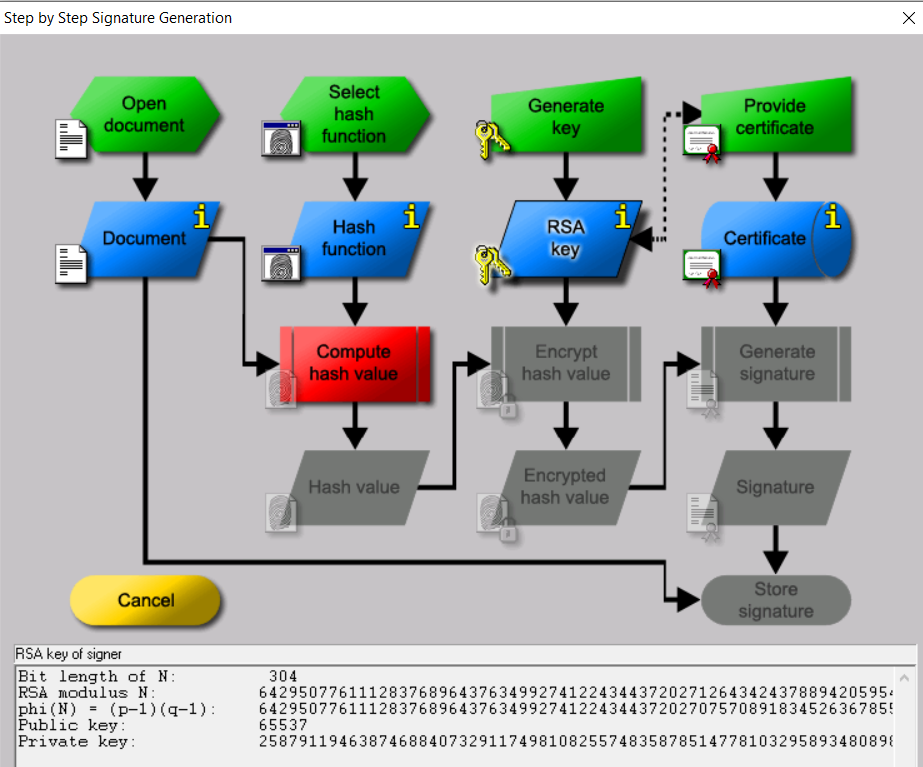 Step by Step Signature Generation
Open
document
Select
hash
function
Generate
key
Provide
certificate
Document
Hash
function
RSA
key
Certificate
Compute
hash value
Encrypt
hash value
Generate
signature
Hash value
Encrypted
hash value
Signature
Cancel
Store
signature
RSA key of signer
Bit length of N: 304
RSA modulus N: 6429507761112837689643763499274122434437202712643424378894205954
phi(N) = (p-1)(q-1): 6429507761112837689643763499274122434437202707570891834526367855
Public key: 65537
Private key: 2587911946387468840732911749810825574835878514778103295893480898